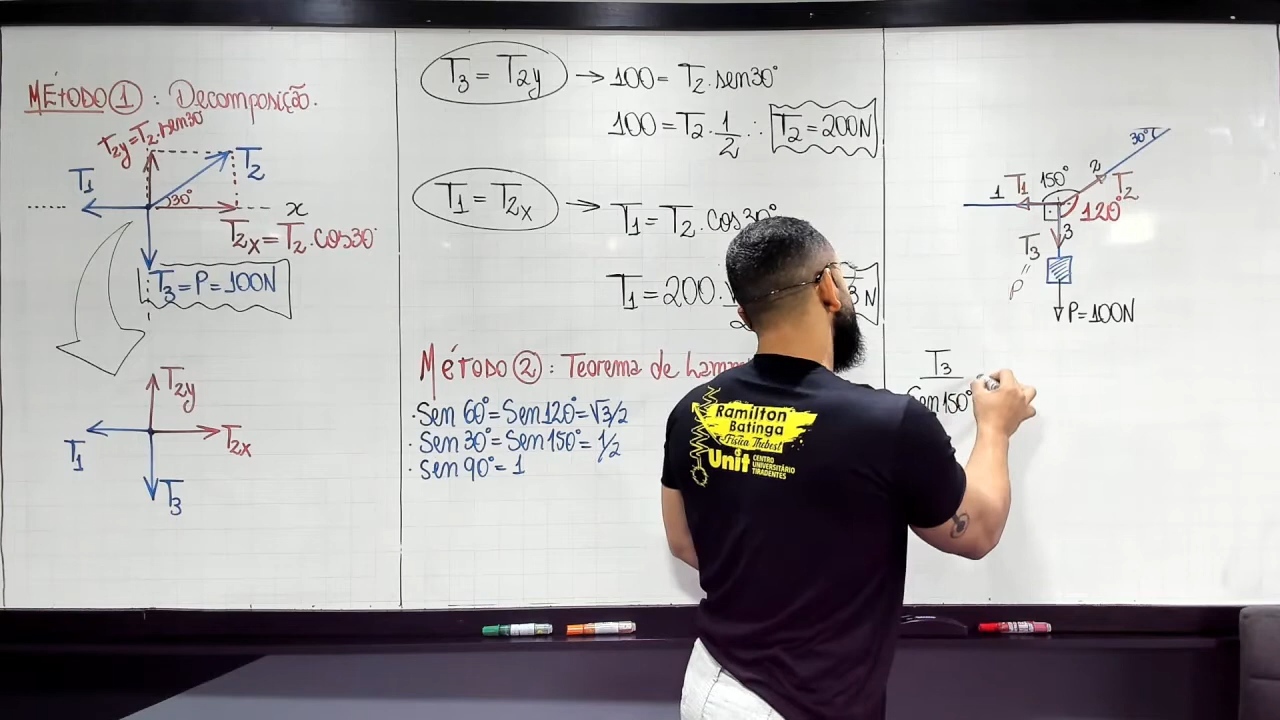 MÉTODO 1 : Decomposição.
T2y = T2 . sen30°
T1
T2
30°
x
T2x = T2 . cos30°
T3 = P = 100N
T2y
T1
T2x
T3
T3 = T2y → 100 = T2 . sen30°
100 = T2 . 1/2 ∴ T2 = 200N
T1 = T2x → T1 = T2 . cos30°
T1 = 200 .
N
Método 2 : Teorema de Lamm
· Sen 60° = Sen 120° = √3/2
· Sen 30° = Sen 150° = 1/2
· Sen 90° = 1
30°
1
T1
150°
2
T2
120°
T3
3
P
P = 100N
T3
Sen 150°
Ramilton
Batinga
Física Thebest
Unit CENTRO
UNIVERSITÁRIO
TIRADENTES